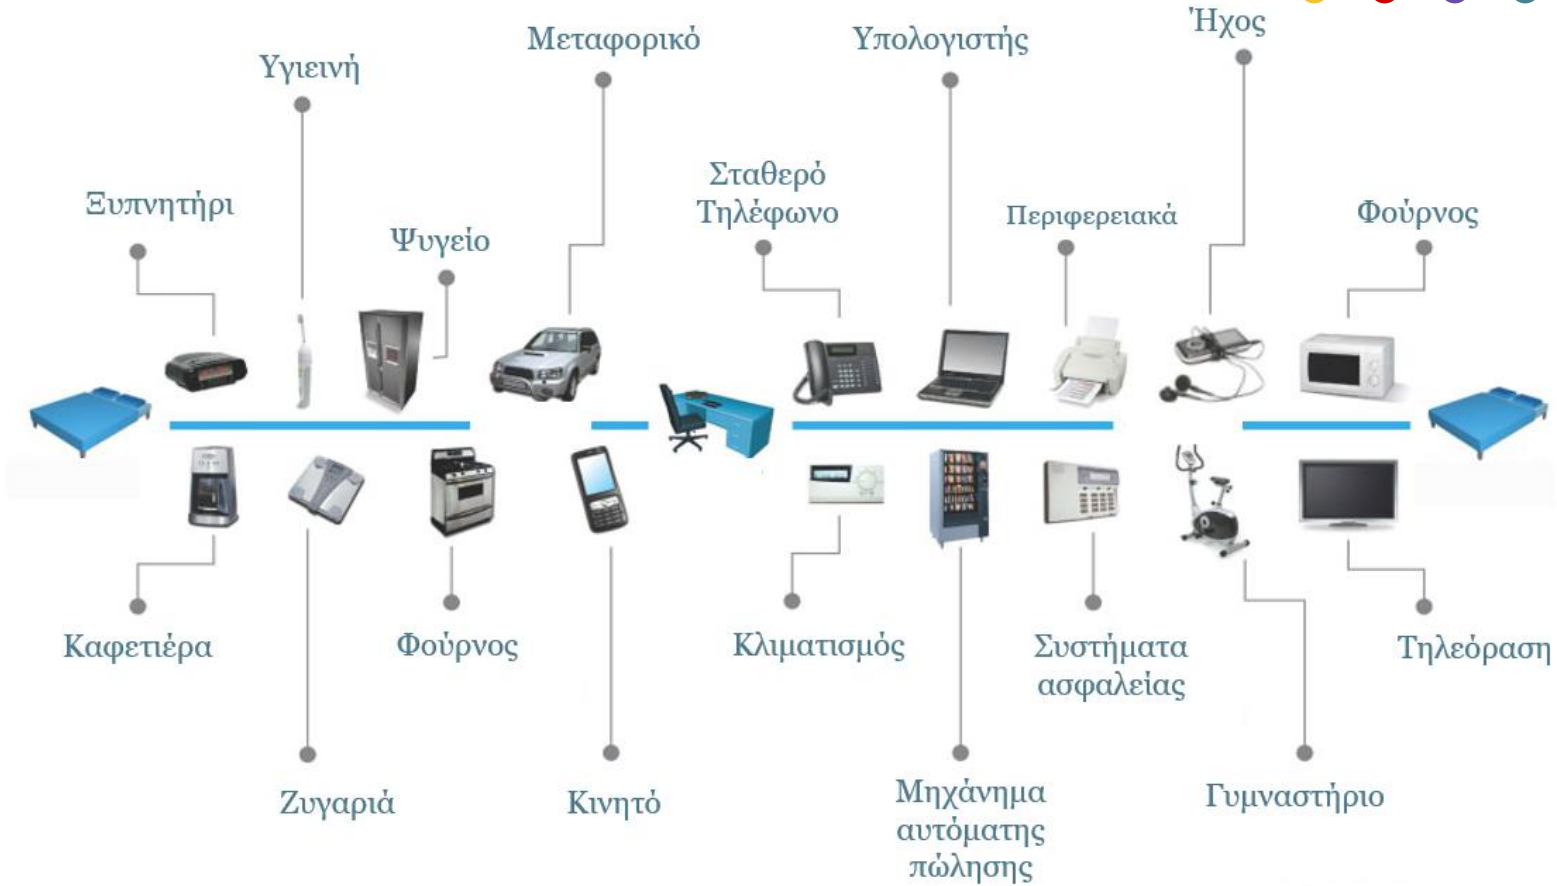 Ήχος
Μεταφορικό
Υπολογιστής
Υγιεινή
Σταθερό
Τηλέφωνο
Ξυπνητήρι
Περιφερειακά
Φούρνος
Ψυγείο
Καφετιέρα
Φούρνος
Κλιματισμός
Συστήματα
ασφαλείας
Τηλεόραση
Ζυγαριά
Κινητό
Μηχάνημα
αυτόματης
πώλησης
Γυμναστήριο